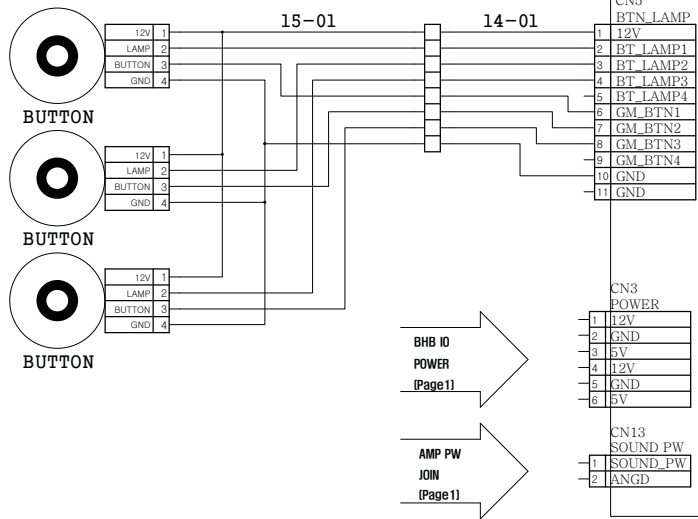 CN5
15-01
14-01
BTN_LAMP
12V 1
LAMP 2
BUTTON 3
GND 4
BUTTON
1 12V
2 BT_LAMP1
3 BT_LAMP2
4 BT_LAMP3
5 BT_LAMP4
6 GM_BTN1
7 GM_BTN2
8 GM_BTN3
9 GM_BTN4
10 GND
11 GND
12V 1
LAMP 2
BUTTON 3
GND 4
BUTTON
12V 1
LAMP 2
BUTTON 3
GND 4
BUTTON
BHB IO
POWER
(Page1)
CN3
POWER
1 12V
2 GND
3 5V
4 12V
5 GND
6 5V
AMP PW
JOIN
(Page1)
CN13
SOUND PW
1 SOUND_PW
2 ANGD